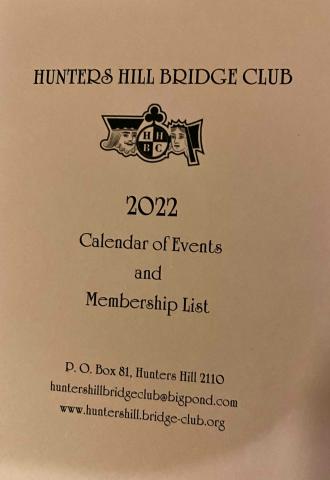 HUNTERS HILL BRIDGE CLUB
H H
B C
2022
Calendar of Events
and
Membership List
P. O. Box 81, Hunters Hill 2110
huntershillbridgeclub@bigpond.com
www.huntershill.bridge-club.org